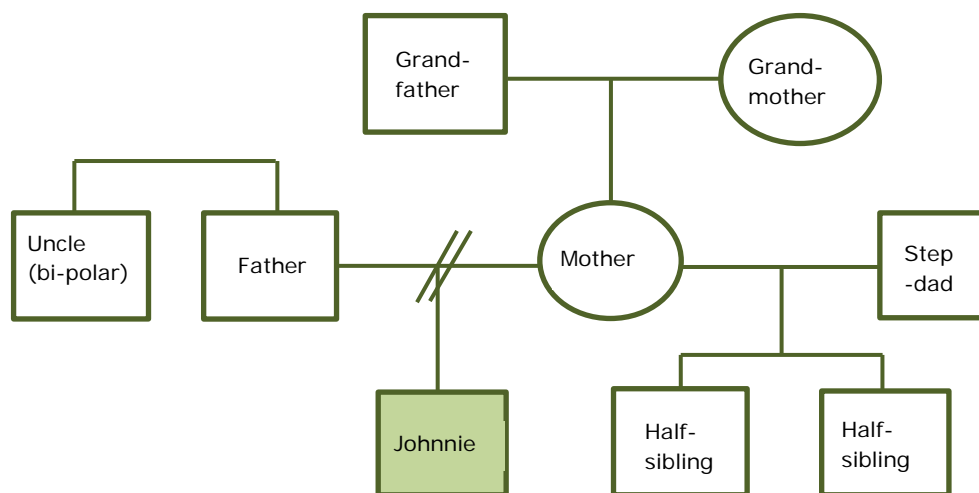 Grand-
father
Grand-
mother
Uncle
(bi-polar)
Father
Mother
Step
-dad
Johnnie
Half-
sibling
Half-
sibling